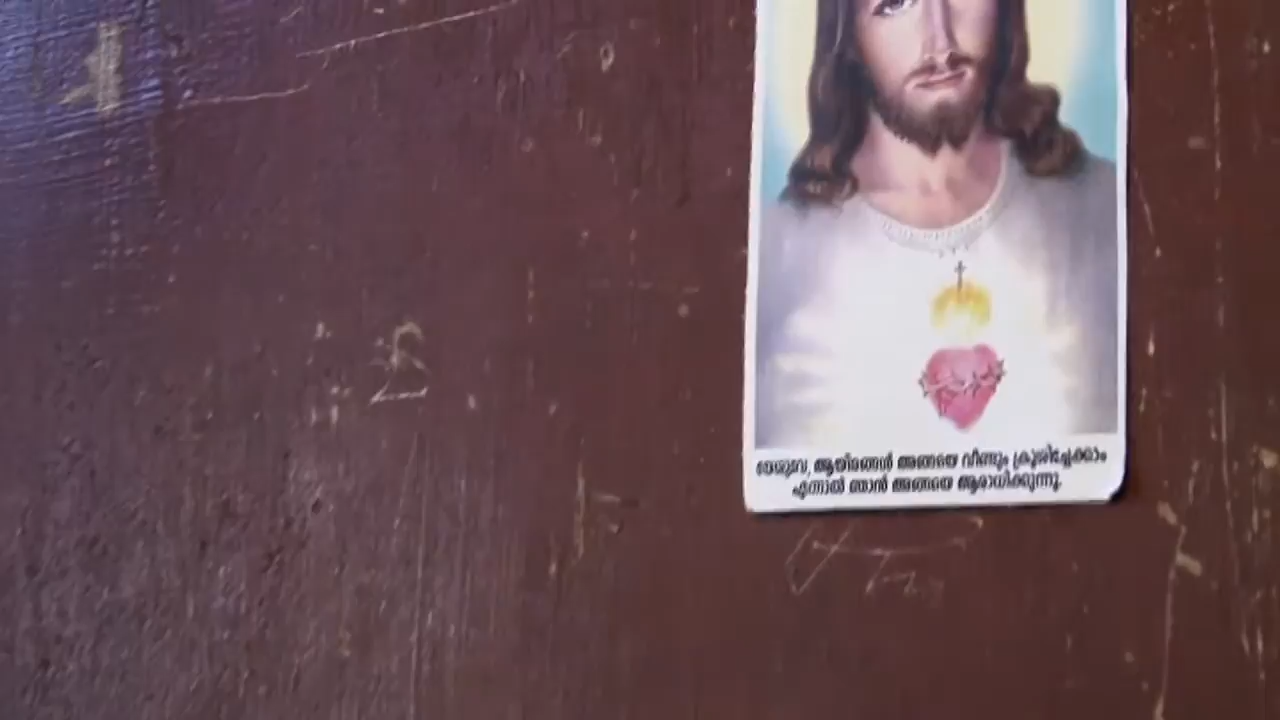 യേശുവേ, ആയിരങ്ങൾ അങ്ങയെ വീണ്ടും ക്രൂശിച്ചേക്കാം
എന്നാൽ ഞാൻ അങ്ങയെ ആരാധിക്കുന്നു.